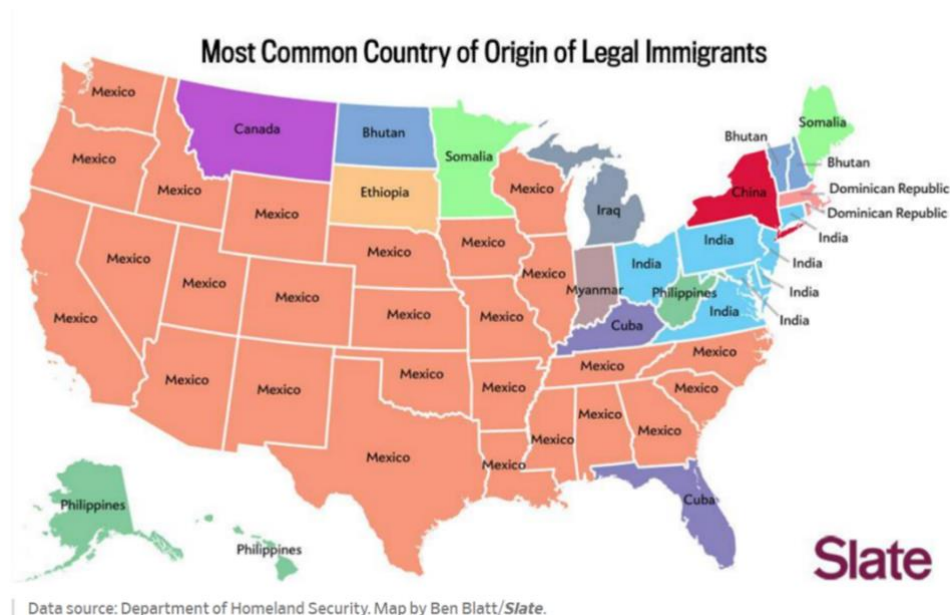 Most Common Country of Origin of Legal Immigrants
Mexico
Canada
Bhutan
Somalia
Somalia
Bhutan
Mexico
Bhutan
Mexico
Ethiopia
Mexico
China
Dominican Republic
Mexico
Iraq
Dominican Republic
India
Mexico
Mexico
India
Mexico
Mexico
Mexico
India
India
Mexico
Myanmar
Philippines
India
Mexico
Mexico
Mexico
Mexico
Cuba
India
India
Mexico
Mexico
Mexico
Mexico
Mexico
Mexico
Mexico
Mexico
Mexico
Mexico
Mexico
Mexico
Mexico
Cuba
Philippines
Philippines
Slate
Data source: Department of Homeland Security. Map by Ben Blatt/Slate.